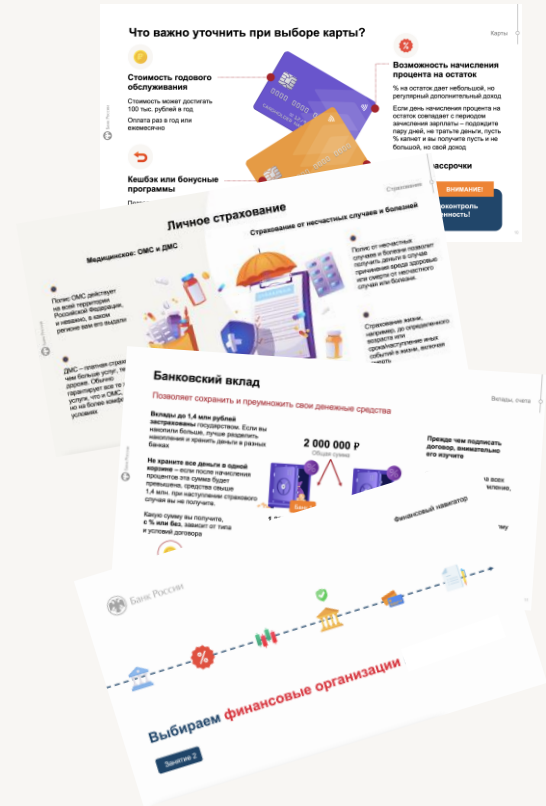 Что важно уточнить при выборе карты?
Карты
Стоимость годового
обслуживания
Стоимость может достигать
100 тыс. рублей в год
Оплата раз в год или
ежемесячно
Кешбэк или бонусные
программы
Возможность начисления
процента на остаток
% на остаток дает небольшой, но
регулярный дополнительный доход
Если день начисления процента на
остаток совпадает с периодом
зачисления зарплаты – подождите
пару дней, не тратьте деньги, пусть
% капнет и вы получите пусть и не
большой, но свой доход
ВНИМАНИЕ!
Банк России
Страхование
Личное страхование
Медицинское: ОМС и ДМС
Страхование от несчастных случаев и болезней
Полис ОМС действует
на всей территории
Российской Федерации,
и неважно, в каком
регионе вам его выдали
ДМС – платная
чем больше услуг,
дороже. Обычно
гарантирует все те
услуги, что и ОМС,
но на более
условиях
Полис от несчастных
случаев и болезни позволит
получить деньги в случае
причинения вреда здоровью
или смерти от несчастного
случая или болезни.
Страхование жизни,
например, до определенного
возраста или
срока/наступления иных
событий в жизни, включая
Банк России
Банковский вклад
Вклады, счета
Позволяет сохранить и преумножить свои денежные средства
Вклады до 1,4 млн рублей
застрахованы государством. Если вы
накопили больше, лучше разделить
накопления и хранить деньги в разных
банках
Не храните все деньги в одной
корзине – если после начисления
процентов эта сумма будет
превышена, средства свыше
1,4 млн. при наступлении страхового
случая вы не получите.
Какую сумму вы получите,
с % или без, зависит от типа
и условий договора
2 000 000 ₽
Общая сумма
Прежде чем подписать
договор, внимательно
его изучите
Банк России
Финансовый навигатор
Банк России
Выбираем финансовые организации
Занятие 2